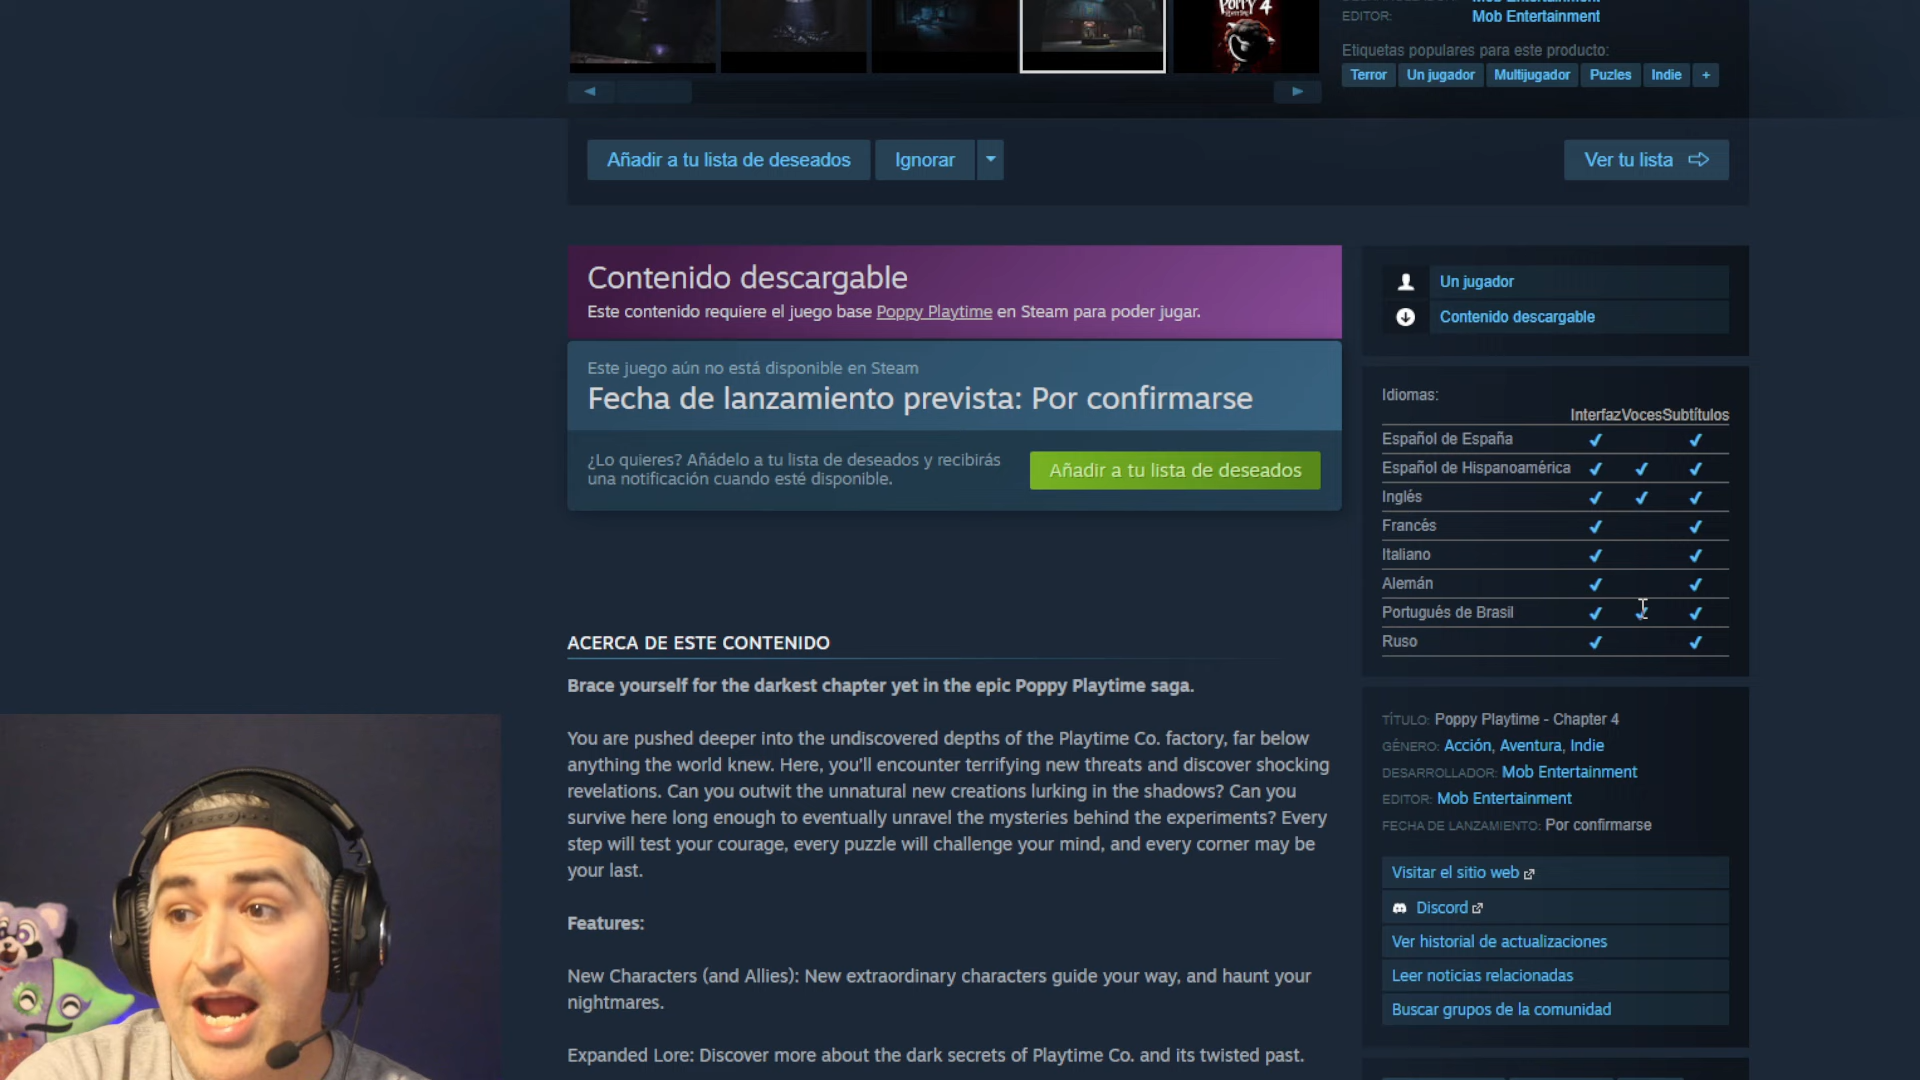 POPPY 4
EDITOR: Mob Entertainment
Etiquetas populares para este producto:
Terror Un jugador Multijugador Puzles Indie +
Añadir a tu lista de deseados Ignorar Ver tu lista
Contenido descargable
Este contenido requiere el juego base Poppy Playtime en Steam para poder jugar.
Este juego aún no está disponible en Steam
Fecha de lanzamiento prevista: Por confirmarse
¿Lo quieres? Añádelo a tu lista de deseados y recibirás
una notificación cuando esté disponible.
Añadir a tu lista de deseados
ACERCA DE ESTE CONTENIDO
Brace yourself for the darkest chapter yet in the epic Poppy Playtime saga.
You are pushed deeper into the undiscovered depths of the Playtime Co. factory, far below
anything the world knew. Here, you'll encounter terrifying new threats and discover shocking
revelations. Can you outwit the unnatural new creations lurking in the shadows? Can you
survive here long enough to eventually unravel the mysteries behind the experiments? Every
step will test your courage, every puzzle will challenge your mind, and every corner may be
your last.
Features:
New Characters (and Allies): New extraordinary characters guide your way, and haunt your
nightmares.
Expanded Lore: Discover more about the dark secrets of Playtime Co. and its twisted past.
Un jugador
Contenido descargable
Idiomas:
Interfaz Voces Subtítulos
Español de España ✔ ✔
Español de Hispanoamérica ✔ ✔ ✔
Inglés ✔ ✔ ✔
Francés ✔ ✔
Italiano ✔ ✔
Alemán ✔ ✔
Portugués de Brasil ✔ ✔ ✔
Ruso ✔ ✔
TÍTULO: Poppy Playtime - Chapter 4
GÉNERO: Acción, Aventura, Indie
DESARROLLADOR: Mob Entertainment
EDITOR: Mob Entertainment
FECHA DE LANZAMIENTO: Por confirmarse
Visitar el sitio web
Discord
Ver historial de actualizaciones
Leer noticias relacionadas
Buscar grupos de la comunidad